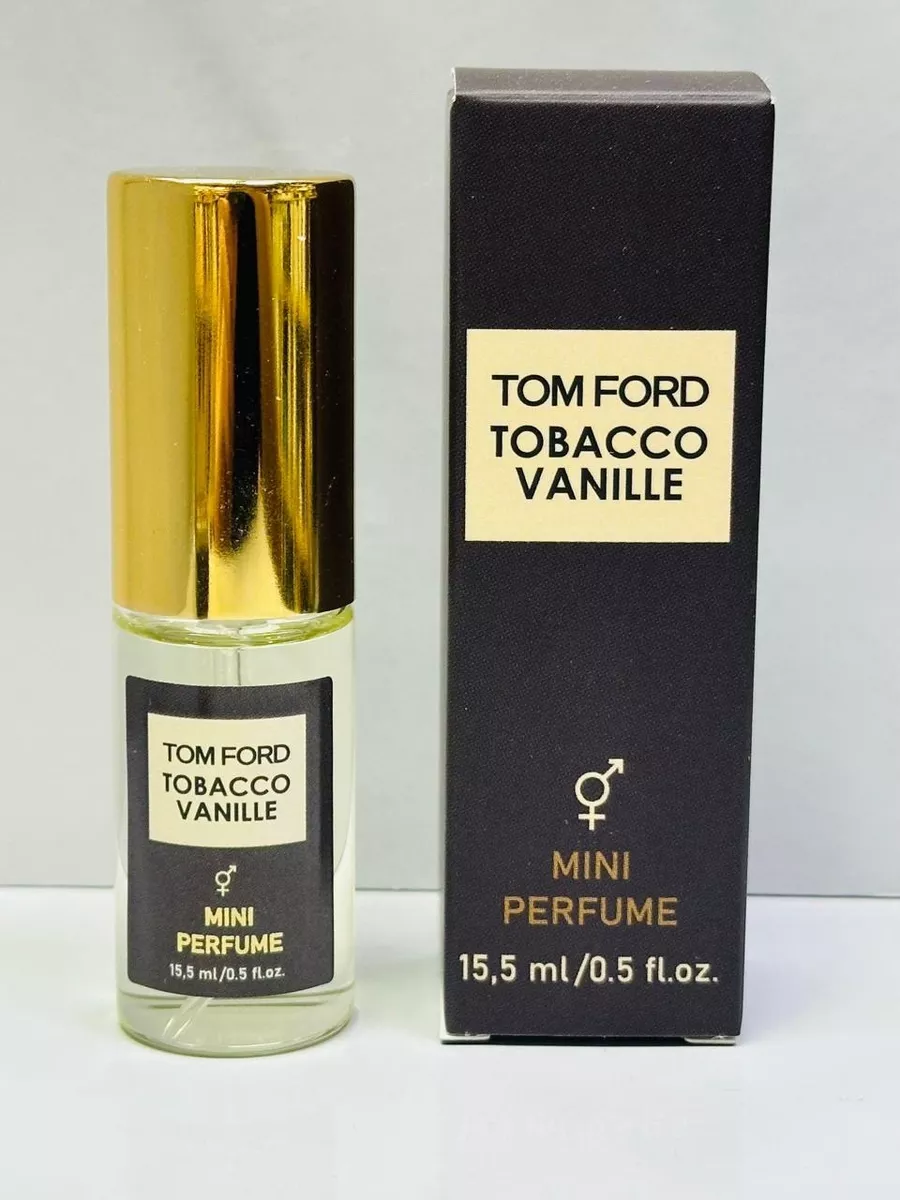 TOM FORD
TOBACCO
VANILLE
MINI
PERFUME
15,5 ml/0.5 fl.oz.
TOM FORD
TOBACCO
VANILLE
MINI
PERFUME
15,5 ml/0.5 fl.oz.